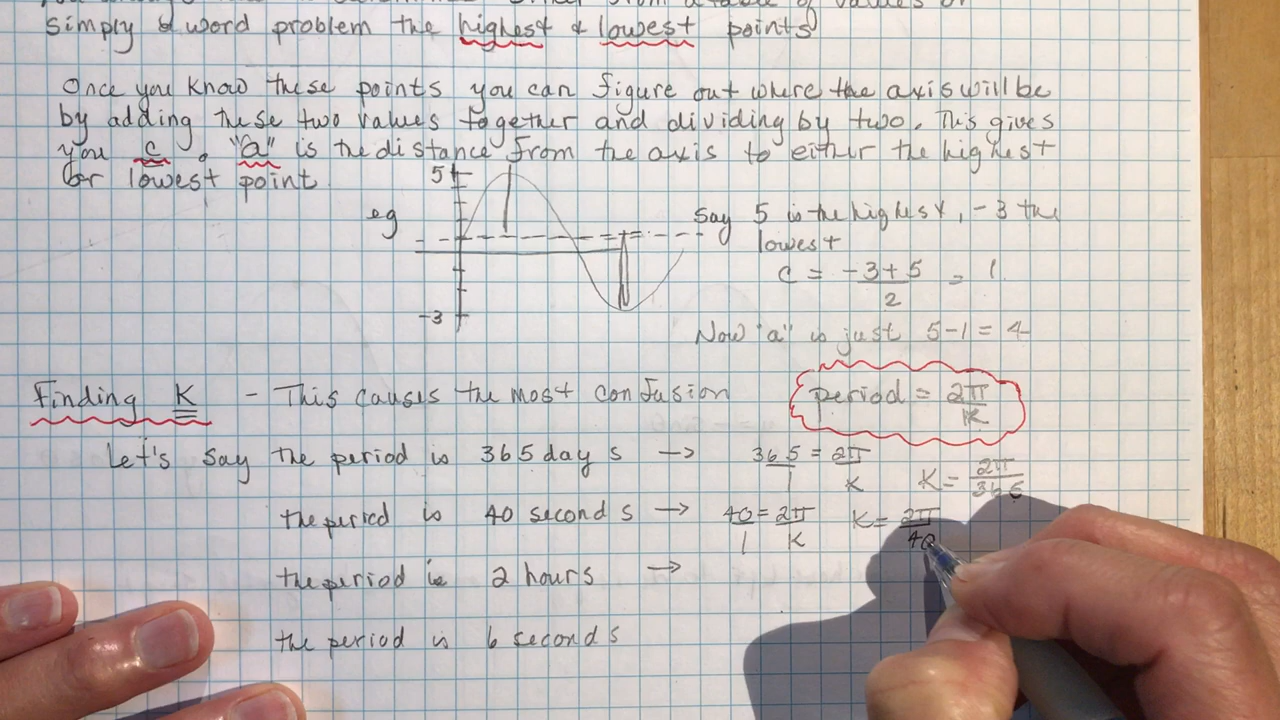 simply a word problem the highest & lowest points
Once you know these points you can figure out where the axis will be
by adding these two values together and dividing by two. This gives
you c. "a" is the distance from the axis to either the highest
or lowest point.
eg
5
-3
Say 5 is the highest, -3 the
lowest
c = -3+5 / 2 = 1.
Now "a" is just 5-1 = 4
Finding K - This causes the most confusion
period = 2π / K
Let's say the period is 365 days → 365 / 1 = 2π / K K = 2π / 365
the period is 40 seconds → 40 / 1 = 2π / K K = 2π / 40
the period is 2 hours →
the period is 6 seconds